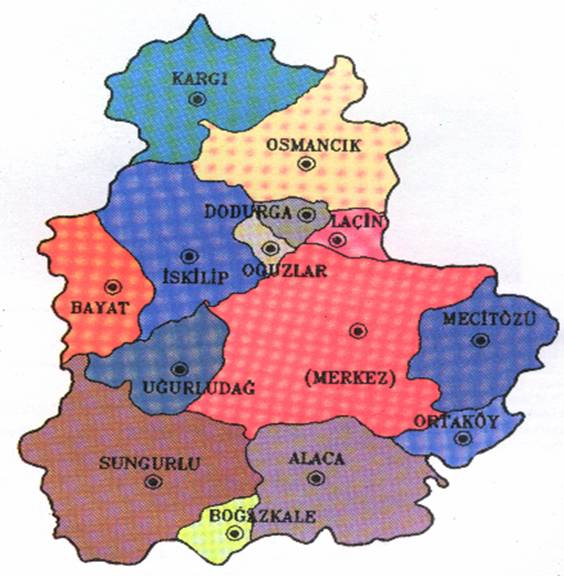 KARGI
OSMANCIK
DODURGA
LAÇİN
OĞUZLAR
İSKİLİP
BAYAT
MECİTÖZÜ
UĞURLUDAĞ
(MERKEZ)
ORTAKÖY
SUNGURLU
ALACA
BOĞAZKALE